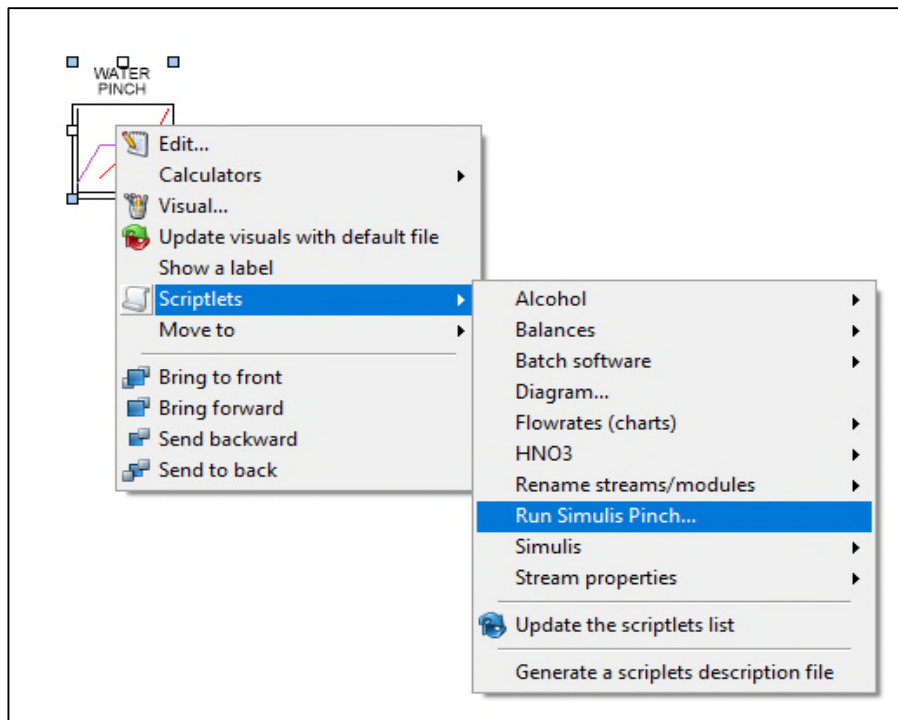 WATER
PINCH
Edit...
Calculators
Visual...
Update visuals with default file
Show a label
Scriptlets
Move to
Bring to front
Bring forward
Send backward
Send to back
Alcohol
Balances
Batch software
Diagram...
Flowrates (charts)
HNO3
Rename streams/modules
Run Simulis Pinch...
Simulis
Stream properties
Update the scriptlets list
Generate a scriplets description file